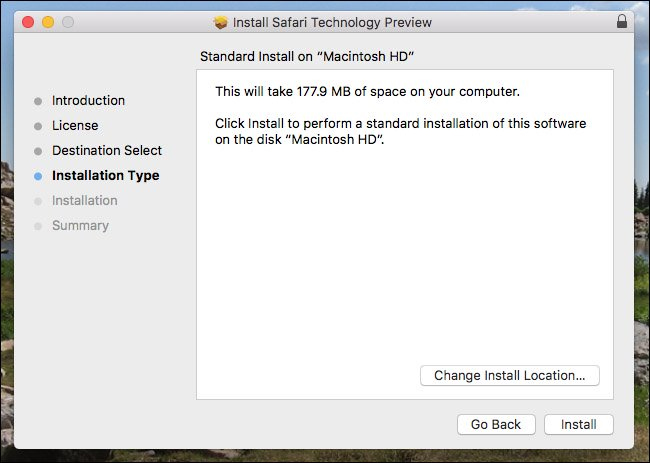 Install Safari Technology Preview
Standard Install on “Macintosh HD”
Introduction
License
Destination Select
Installation Type
Installation
Summary
This will take 177.9 MB of space on your computer.
Click Install to perform a standard installation of this software
on the disk “Macintosh HD”.
Change Install Location...
Go Back
Install